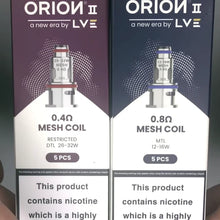 ORION II
a new era by LVE
0.4Ω
MESH COIL
RESTRICTED
DTL 26-32W
5 PCS
This product
contains nicotine
which is a highly
ORION II
a new era by LVE
0.8Ω
MESH COIL
MTL
12-16W
5 PCS
This product
contains nicotine
which is a highly